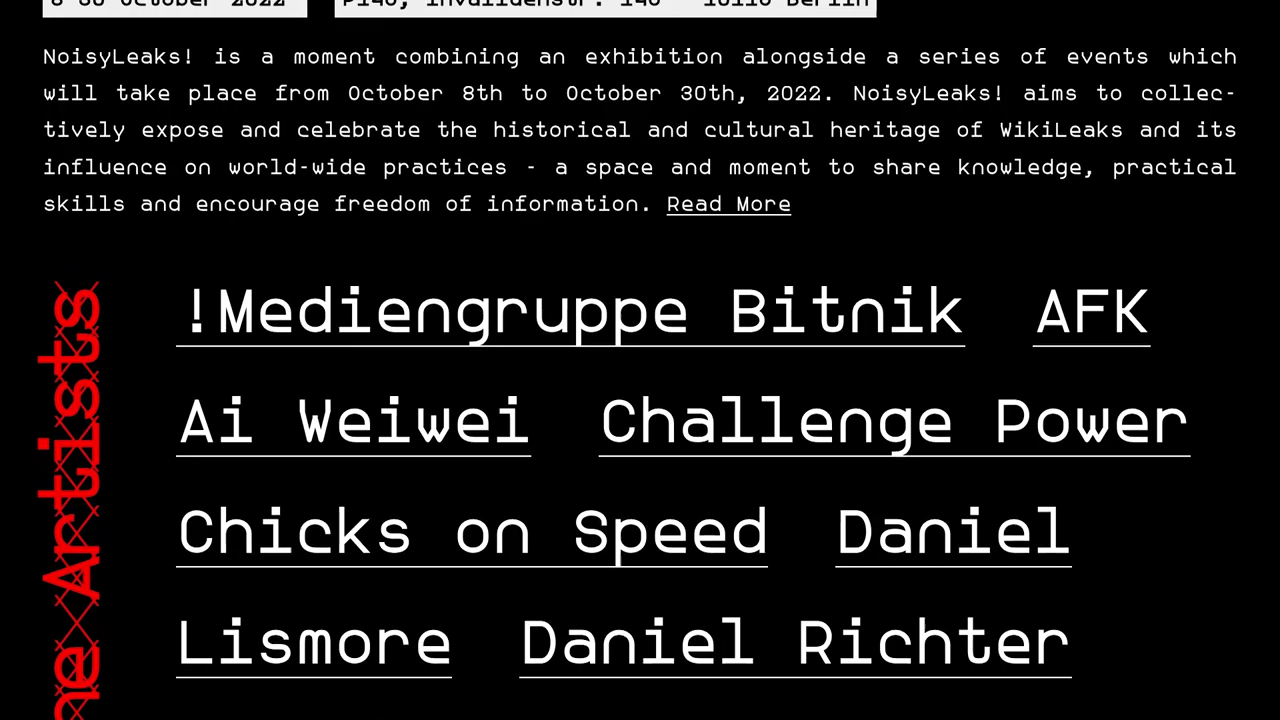 NoisyLeaks! is a moment combining an exhibition alongside a series of events which
will take place from October 8th to October 30th, 2022. NoisyLeaks! aims to collec-
tively expose and celebrate the historical and cultural heritage of WikiLeaks and its
influence on world-wide practices - a space and moment to share knowledge, practical
skills and encourage freedom of information. Read More
Artists
!Mediengruppe Bitnik AFK
Ai Weiwei Challenge Power
Chicks on Speed Daniel
Lismore Daniel Richter